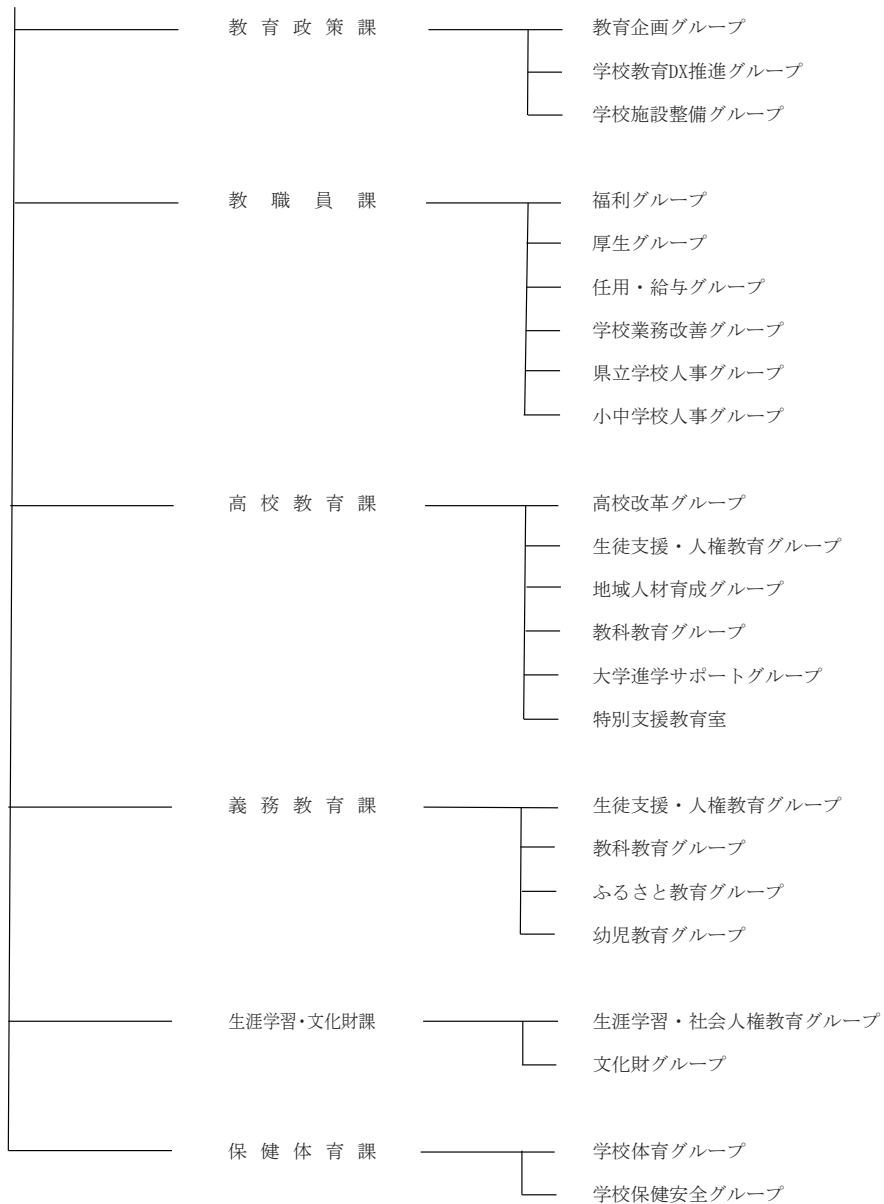 教育政策課 教育企画グループ
学校教育DX推進グループ
学校施設整備グループ
教職員課 福利グループ
厚生グループ
任用・給与グループ
学校業務改善グループ
県立学校人事グループ
小中学校人事グループ
高校教育課 高校改革グループ
生徒支援・人権教育グループ
地域人材育成グループ
教科教育グループ
大学進学サポートグループ
特別支援教育室
義務教育課 生徒支援・人権教育グループ
教科教育グループ
ふるさと教育グループ
幼児教育グループ
生涯学習・文化財課 生涯学習・社会人権教育グループ
文化財グループ
保健体育課 学校体育グループ
学校保健安全グループ